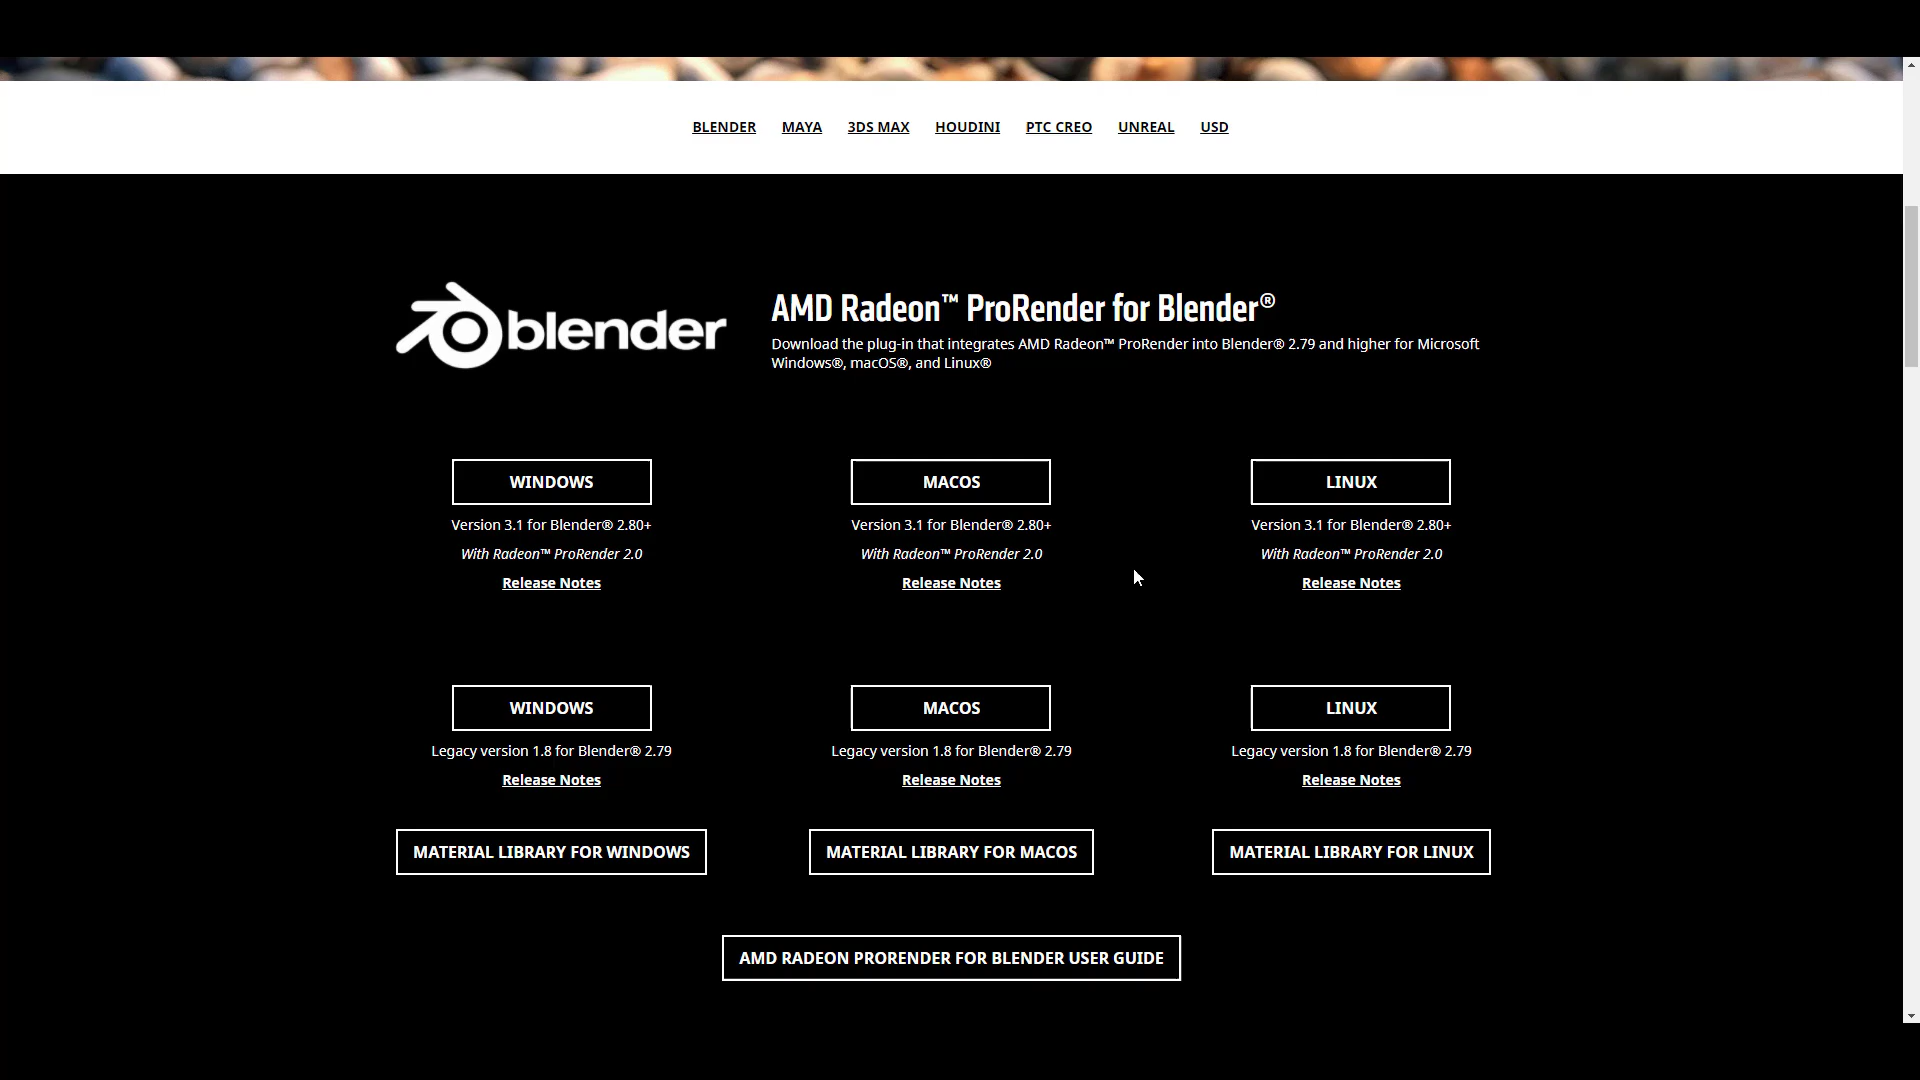 BLENDER MAYA 3DS MAX HOUDINI PTC CREO UNREAL USD
blender
AMD Radeon™ ProRender for Blender®
Download the plug-in that integrates AMD Radeon™ ProRender into Blender® 2.79 and higher for Microsoft
Windows®, macOS®, and Linux®
WINDOWS MACOS LINUX
Version 3.1 for Blender® 2.80+ Version 3.1 for Blender® 2.80+ Version 3.1 for Blender® 2.80+
With Radeon™ ProRender 2.0 With Radeon™ ProRender 2.0 With Radeon™ ProRender 2.0
Release Notes Release Notes Release Notes
WINDOWS MACOS LINUX
Legacy version 1.8 for Blender® 2.79 Legacy version 1.8 for Blender® 2.79 Legacy version 1.8 for Blender® 2.79
Release Notes Release Notes Release Notes
MATERIAL LIBRARY FOR WINDOWS MATERIAL LIBRARY FOR MACOS MATERIAL LIBRARY FOR LINUX
AMD RADEON PRORENDER FOR BLENDER USER GUIDE